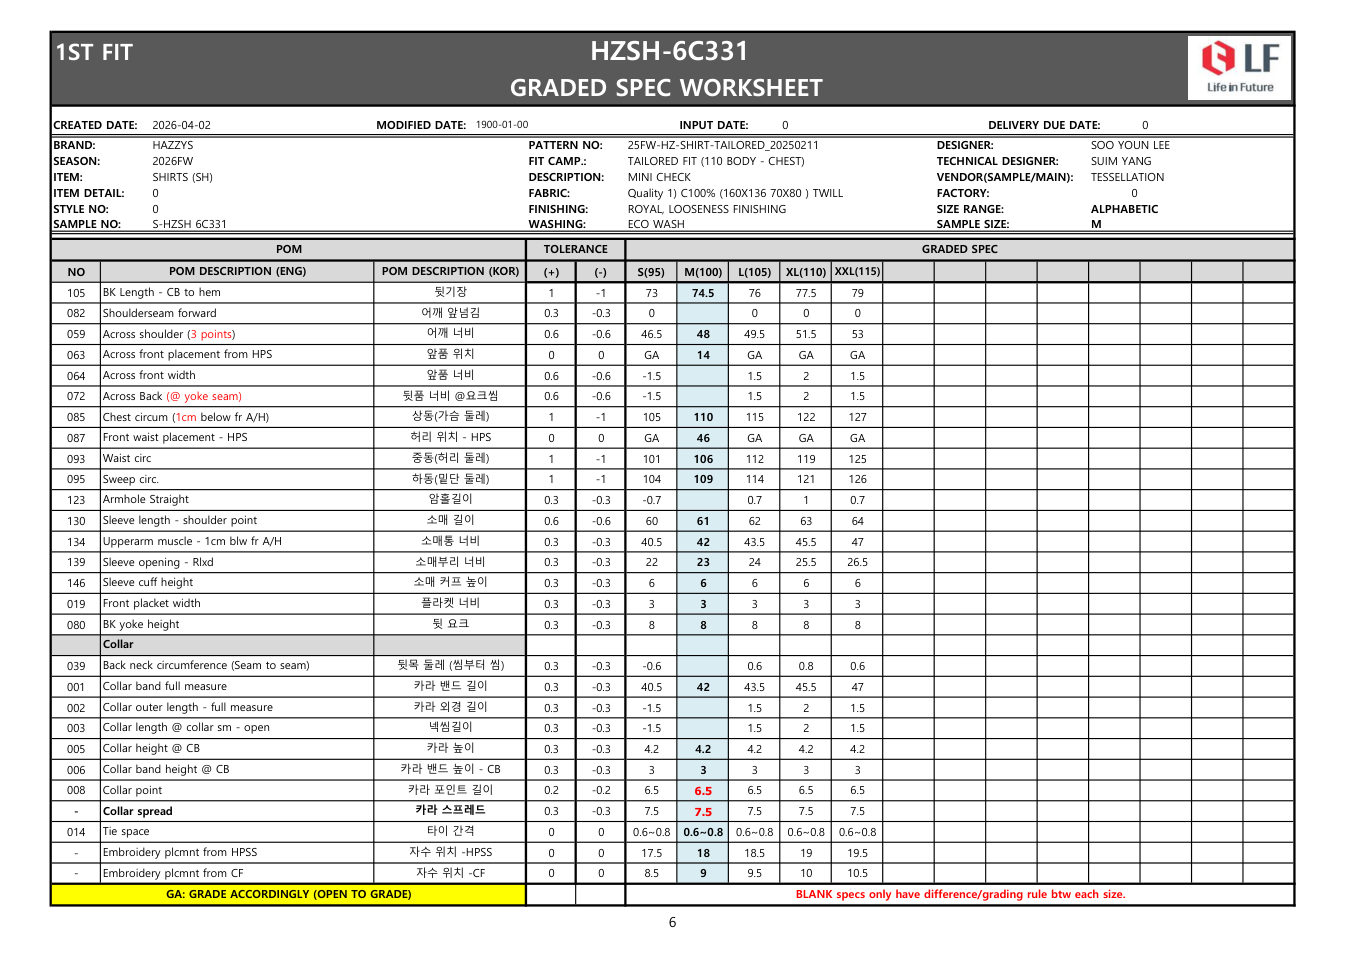 1ST FIT
HZSH-6C331
GRADED SPEC WORKSHEET
LF
Life in Future
CREATED DATE: 2026-04-02 MODIFIED DATE: 1900-01-00 INPUT DATE: 0 DELIVERY DUE DATE: 0
BRAND: HAZZYS PATTERN NO: 25FW-HZ-SHIRT-TAILORED_20250211 DESIGNER: SOO YOUN LEE
SEASON: 2026FW FIT CAMP.: TAILORED FIT (110 BODY - CHEST) TECHNICAL DESIGNER: SUIM YANG
ITEM: SHIRTS (SH) DESCRIPTION: MINI CHECK VENDOR(SAMPLE/MAIN): TESSELLATION
ITEM DETAIL: 0 FABRIC: Quality 1) C100% (160X136 70X80 ) TWILL FACTORY: 0
STYLE NO: 0 FINISHING: ROYAL, LOOSENESS FINISHING SIZE RANGE: ALPHABETIC
SAMPLE NO: S-HZSH 6C331 WASHING: ECO WASH SAMPLE SIZE: M
POM TOLERANCE GRADED SPEC
NO POM DESCRIPTION (ENG) POM DESCRIPTION (KOR) (+) (-) S(95) M(100) L(105) XL(110) XXL(115)
105 BK Length - CB to hem 뒷기장 1 -1 73 74.5 76 77.5 79
082 Shoulderseam forward 어깨 앞넘김 0.3 -0.3 0 0 0 0
059 Across shoulder (3 points) 어깨 너비 0.6 -0.6 46.5 48 49.5 51.5 53
063 Across front placement from HPS 앞품 위치 0 0 GA 14 GA GA GA
064 Across front width 앞품 너비 0.6 -0.6 -1.5 1.5 2 1.5
072 Across Back (@ yoke seam) 뒷품 너비 @요크씸 0.6 -0.6 -1.5 1.5 2 1.5
085 Chest circum (1cm below fr A/H) 상동(가슴 둘레) 1 -1 105 110 115 122 127
087 Front waist placement - HPS 허리 위치 - HPS 0 0 GA 46 GA GA GA
093 Waist circ 중동(허리 둘레) 1 -1 101 106 112 119 125
095 Sweep circ. 하동(밑단 둘레) 1 -1 104 109 114 121 126
123 Armhole Straight 암홀길이 0.3 -0.3 -0.7 0.7 1 0.7
130 Sleeve length - shoulder point 소매 길이 0.6 -0.6 60 61 62 63 64
134 Upperarm muscle - 1cm blw fr A/H 소매통 너비 0.3 -0.3 40.5 42 43.5 45.5 47
139 Sleeve opening - Rlxd 소매부리 너비 0.3 -0.3 22 23 24 25.5 26.5
146 Sleeve cuff height 소매 커프 높이 0.3 -0.3 6 6 6 6 6
019 Front placket width 플라켓 너비 0.3 -0.3 3 3 3 3 3
080 BK yoke height 뒷 요크 0.3 -0.3 8 8 8 8 8
Collar
039 Back neck circumference (Seam to seam) 뒷목 둘레 (씸부터 씸) 0.3 -0.3 -0.6 0.6 0.8 0.6
001 Collar band full measure 카라 밴드 길이 0.3 -0.3 40.5 42 43.5 45.5 47
002 Collar outer length - full measure 카라 외경 길이 0.3 -0.3 -1.5 1.5 2 1.5
003 Collar length @ collar sm - open 넥씸길이 0.3 -0.3 -1.5 1.5 2 1.5
005 Collar height @ CB 카라 높이 0.3 -0.3 4.2 4.2 4.2 4.2 4.2
006 Collar band height @ CB 카라 밴드 높이 - CB 0.3 -0.3 3 3 3 3 3
008 Collar point 카라 포인트 길이 0.2 -0.2 6.5 6.5 6.5 6.5 6.5
- Collar spread 카라 스프레드 0.3 -0.3 7.5 7.5 7.5 7.5 7.5
014 Tie space 타이 간격 0 0 0.6~0.8 0.6~0.8 0.6~0.8 0.6~0.8 0.6~0.8
- Embroidery plcmnt from HPSS 자수 위치 -HPSS 0 0 17.5 18 18.5 19 19.5
- Embroidery plcmnt from CF 자수 위치 -CF 0 0 8.5 9 9.5 10 10.5
GA: GRADE ACCORDINGLY (OPEN TO GRADE) BLANK specs only have difference/grading rule btw each size.
6